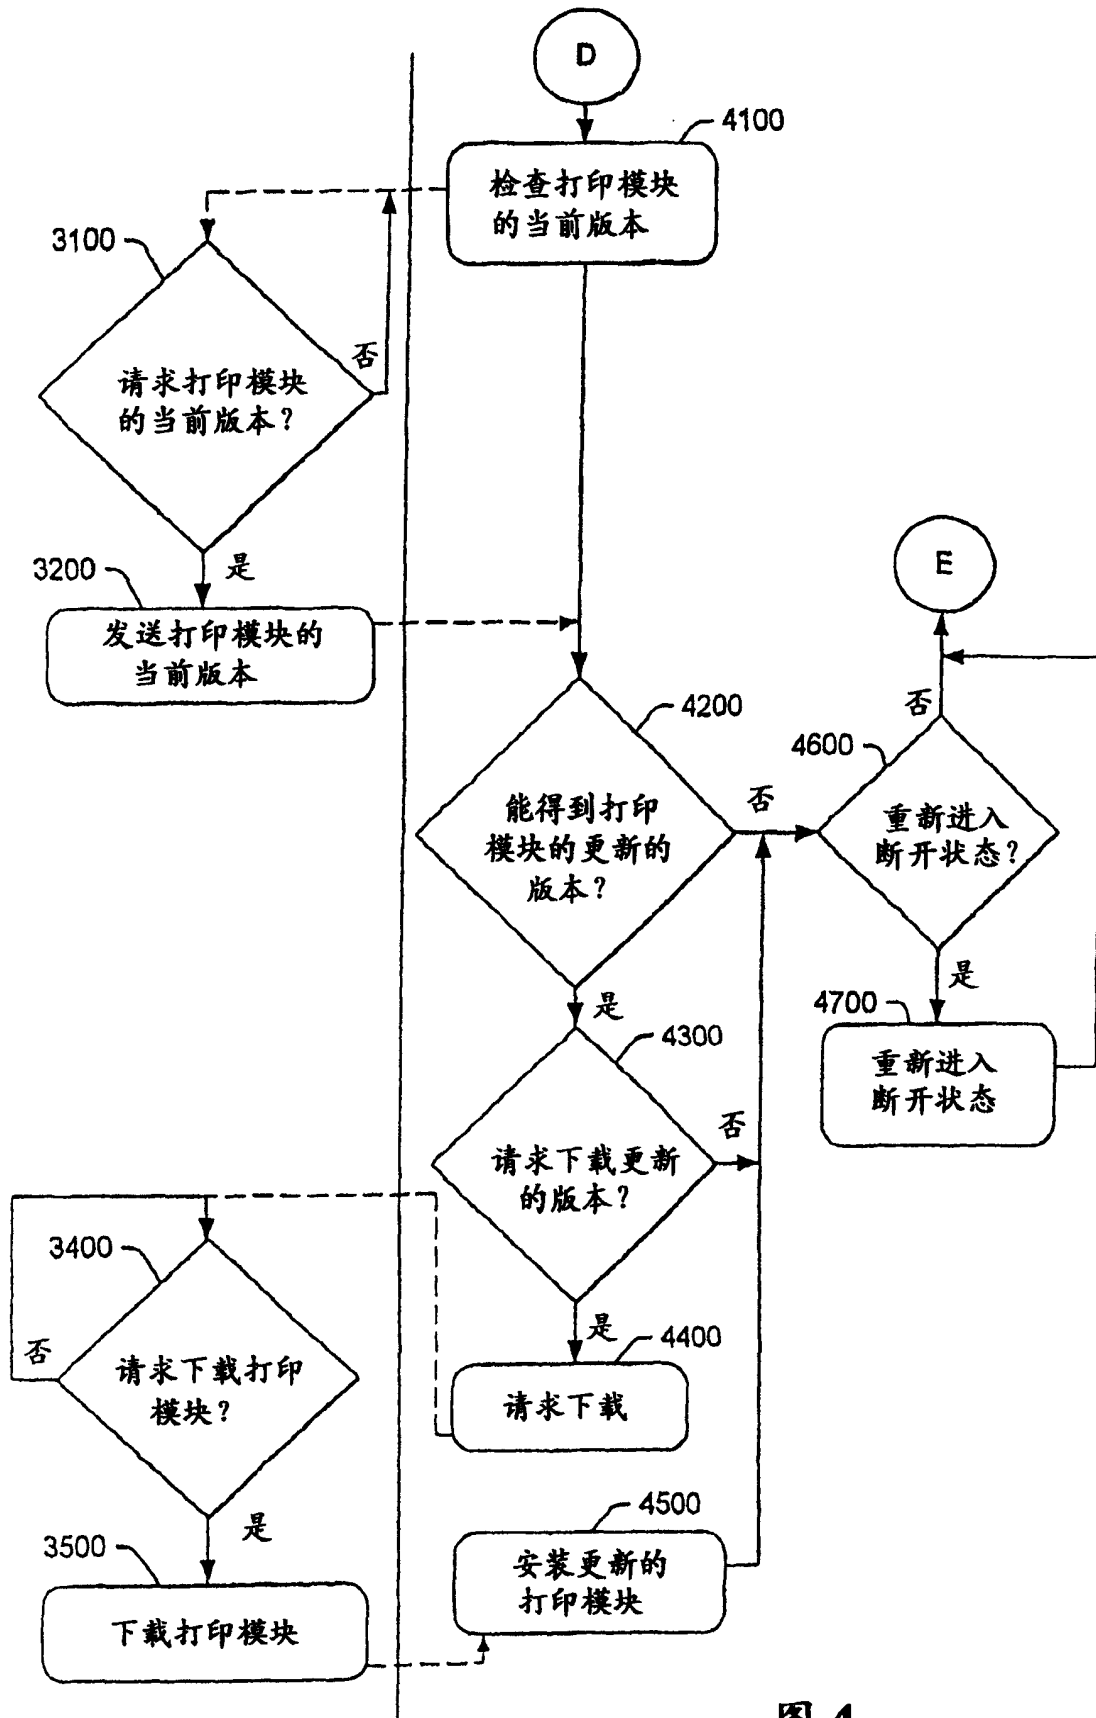 D
4100
检查打印模块
的当前版本
3100
否
请求打印模块
的当前版本？
是
3200
发送打印模块的
当前版本
E
4200
能得到打印
模块的更新的
版本？
否
否
4600
重新进入
断开状态？
是
4700
重新进入
断开状态
是
4300
请求下载更新
的版本？
否
是
4400
请求下载
3400
否
请求下载打印
模块？
是
3500
下载打印模块
4500
安装更新的
打印模块
图 4